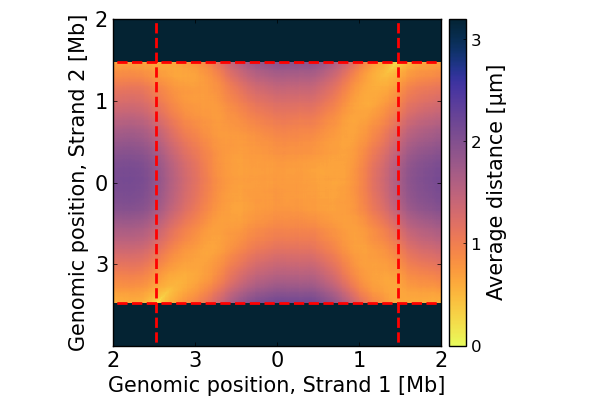 2
1
0
3
Genomic position, Strand 2 [Mb]
2 3 0 1 2
Genomic position, Strand 1 [Mb]
3
2
1
0
Average distance [μm]